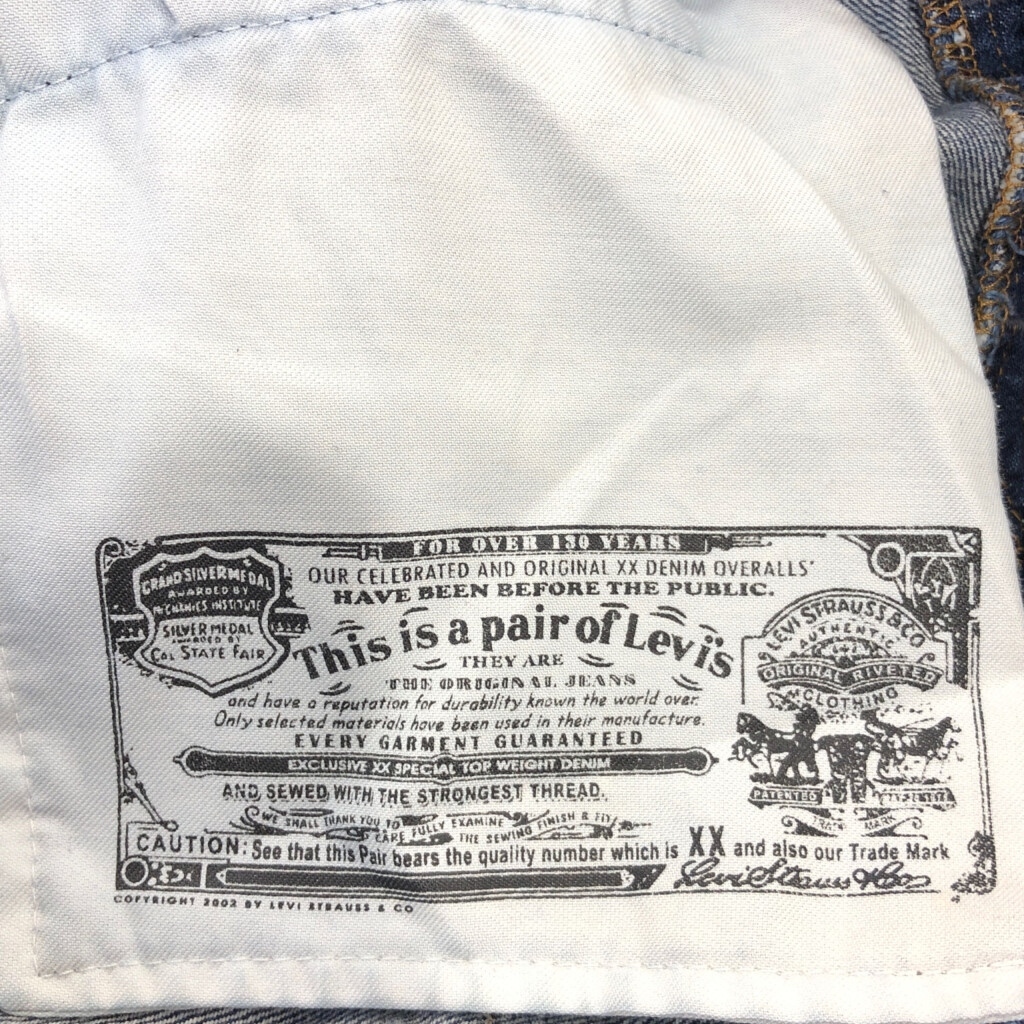 FOR OVER 130 YEARS
OUR CELEBRATED AND ORIGINAL XX DENIM OVERALLS
HAVE BEEN BEFORE THE PUBLIC.
GRAND SILVER MEDAL
AWARDED BY
MECHANICS INSTITUTE
SILVER MEDAL
AWARDED BY
CAL STATE FAIR
This is a pair of Levi's
THEY ARE
THE ORIGINAL JEANS
and have a reputation for durability known the world over.
Only selected materials have been used in their manufacture.
EVERY GARMENT GUARANTEED
EXCLUSIVE XX SPECIAL TOP WEIGHT DENIM
AND SEWED WITH THE STRONGEST THREAD.
WE SHALL THANK YOU TO
CAREFULLY EXAMINE
THE SEWING FINISH & FIT
LEVI STRAUSS & CO
AUTHENTIC
ORIGINAL RIVETED
CLOTHING
PATENTED
TRADE MARK
CAUTION: See that this Pair bears the quality number which is XX and also our Trade Mark
Levi Strauss & Co
COPYRIGHT 2002 BY LEVI STRAUSS & CO